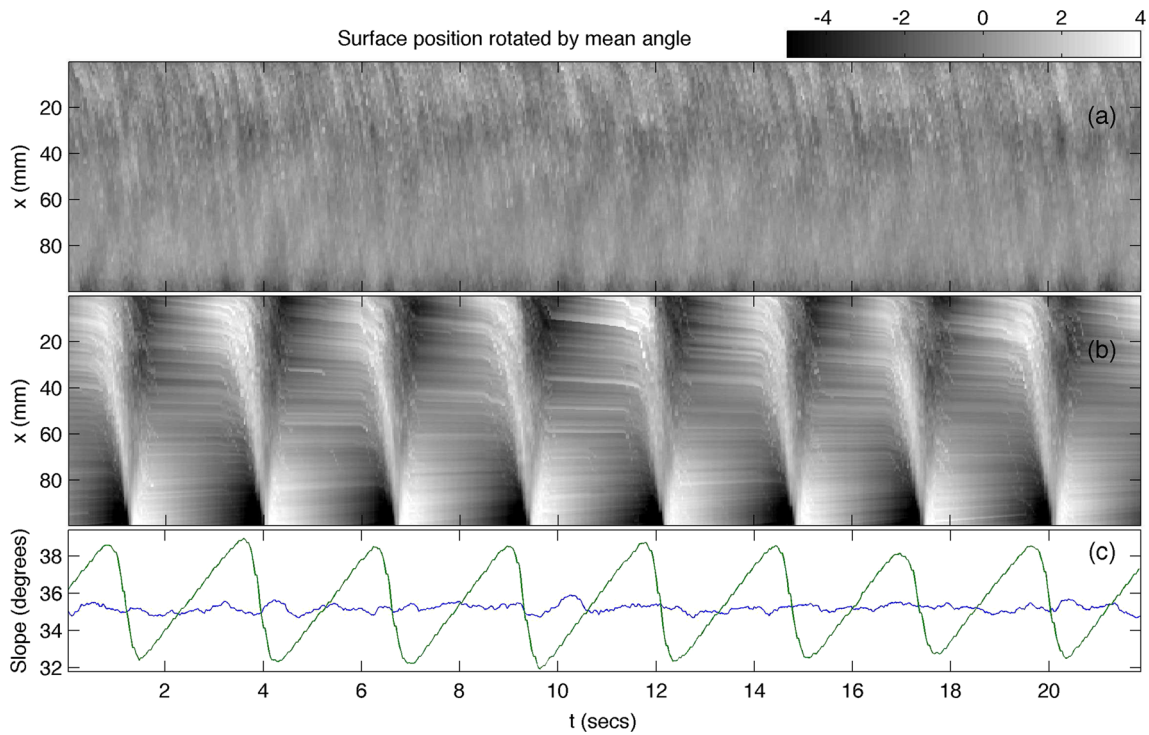 -4 -2 0 2 4
Surface position rotated by mean angle
(a)
20
40
60
80
x (mm)
(b)
20
40
60
80
x (mm)
(c)
38
36
34
32
Slope (degrees)
2 4 6 8 10 12 14 16 18 20
t (secs)